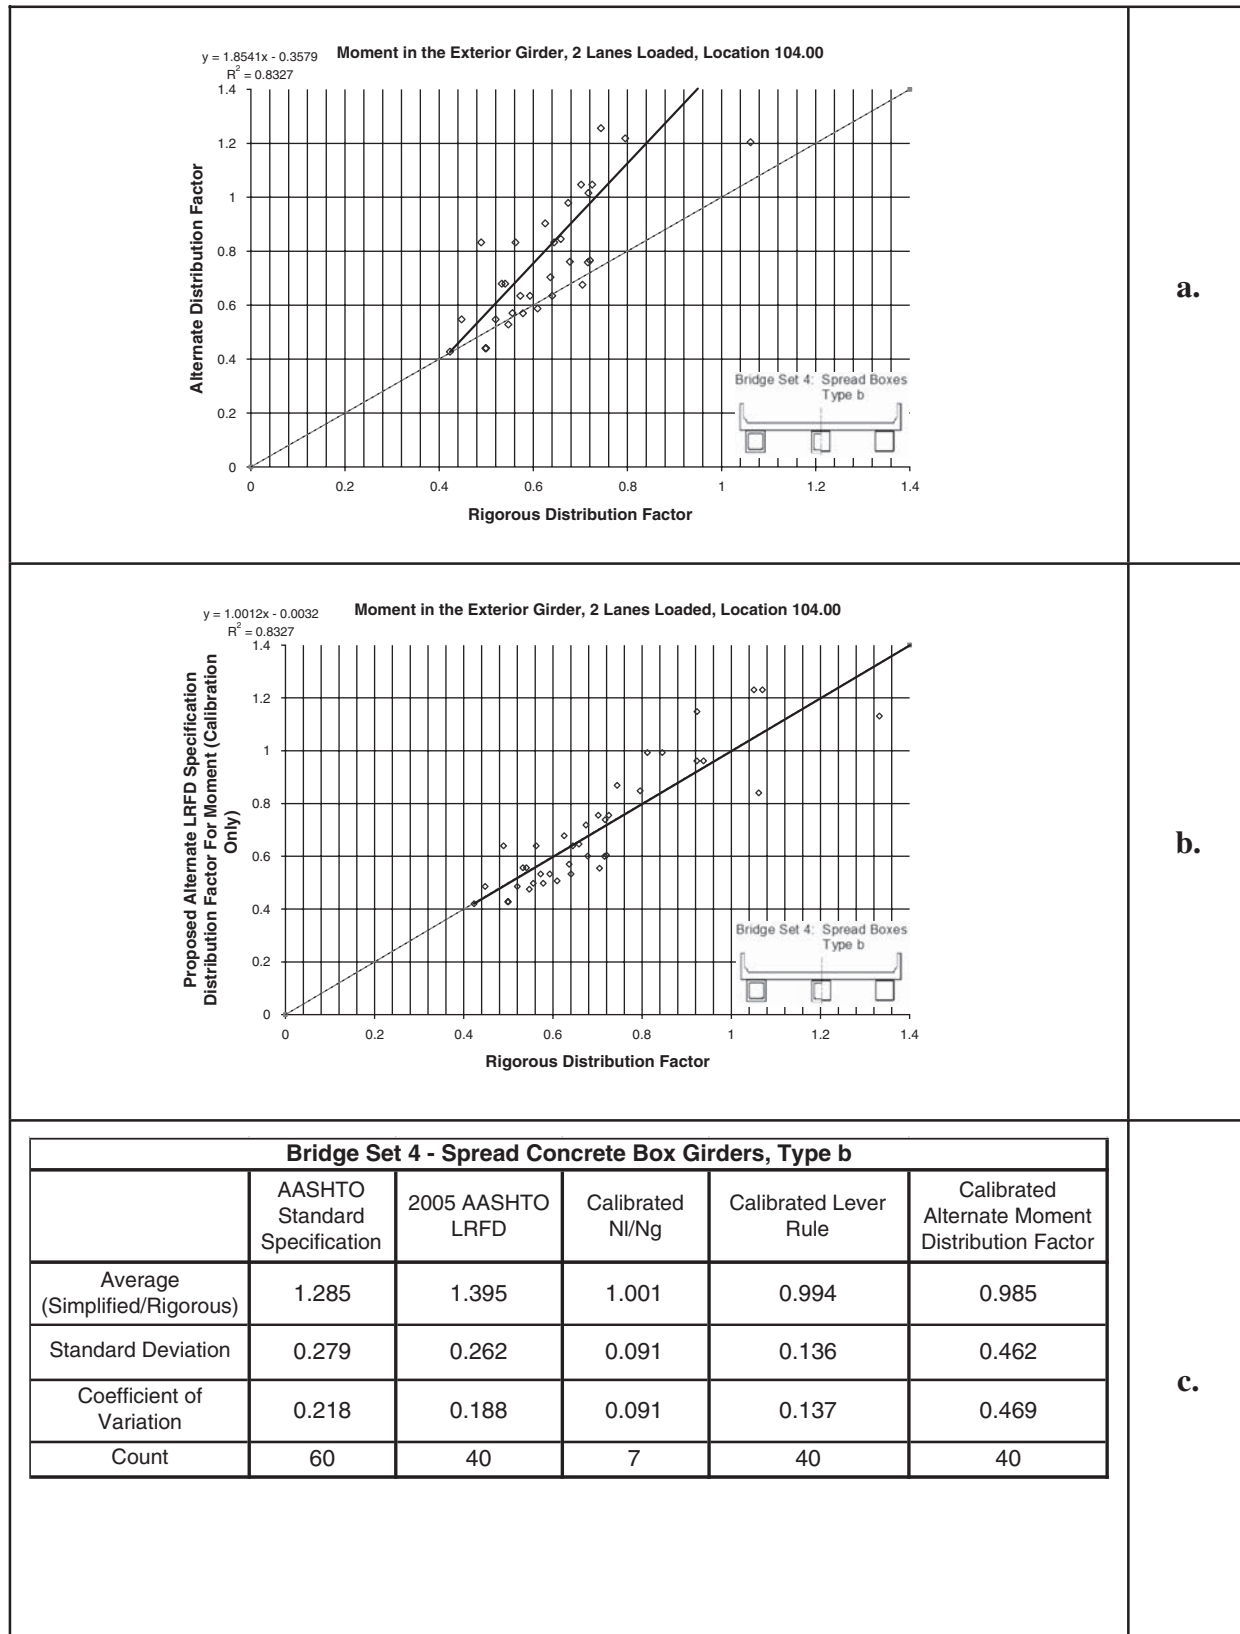 y = 1.8541x - 0.3579
R² = 0.8327
Moment in the Exterior Girder, 2 Lanes Loaded, Location 104.00
Alternate Distribution Factor
1.4
1.2
1
0.8
0.6
0.4
0.2
0
0 0.2 0.4 0.6 0.8 1 1.2 1.4
Rigorous Distribution Factor
Bridge Set 4: Spread Boxes
Type b
a.
y = 1.0012x - 0.0032
R² = 0.8327
Moment in the Exterior Girder, 2 Lanes Loaded, Location 104.00
Proposed Alternate LRFD Specification
Distribution Factor For Moment (Calibration
Only)
1.4
1.2
1
0.8
0.6
0.4
0.2
0
0 0.2 0.4 0.6 0.8 1 1.2 1.4
Rigorous Distribution Factor
Bridge Set 4: Spread Boxes
Type b
b.
Bridge Set 4 - Spread Concrete Box Girders, Type b
AASHTO
Standard
Specification
2005 AASHTO
LRFD
Calibrated
Nl/Ng
Calibrated Lever
Rule
Calibrated
Alternate Moment
Distribution Factor
Average
(Simplified/Rigorous)
1.285 1.395 1.001 0.994 0.985
Standard Deviation 0.279 0.262 0.091 0.136 0.462
Coefficient of
Variation
0.218 0.188 0.091 0.137 0.469
Count 60 40 7 40 40
c.